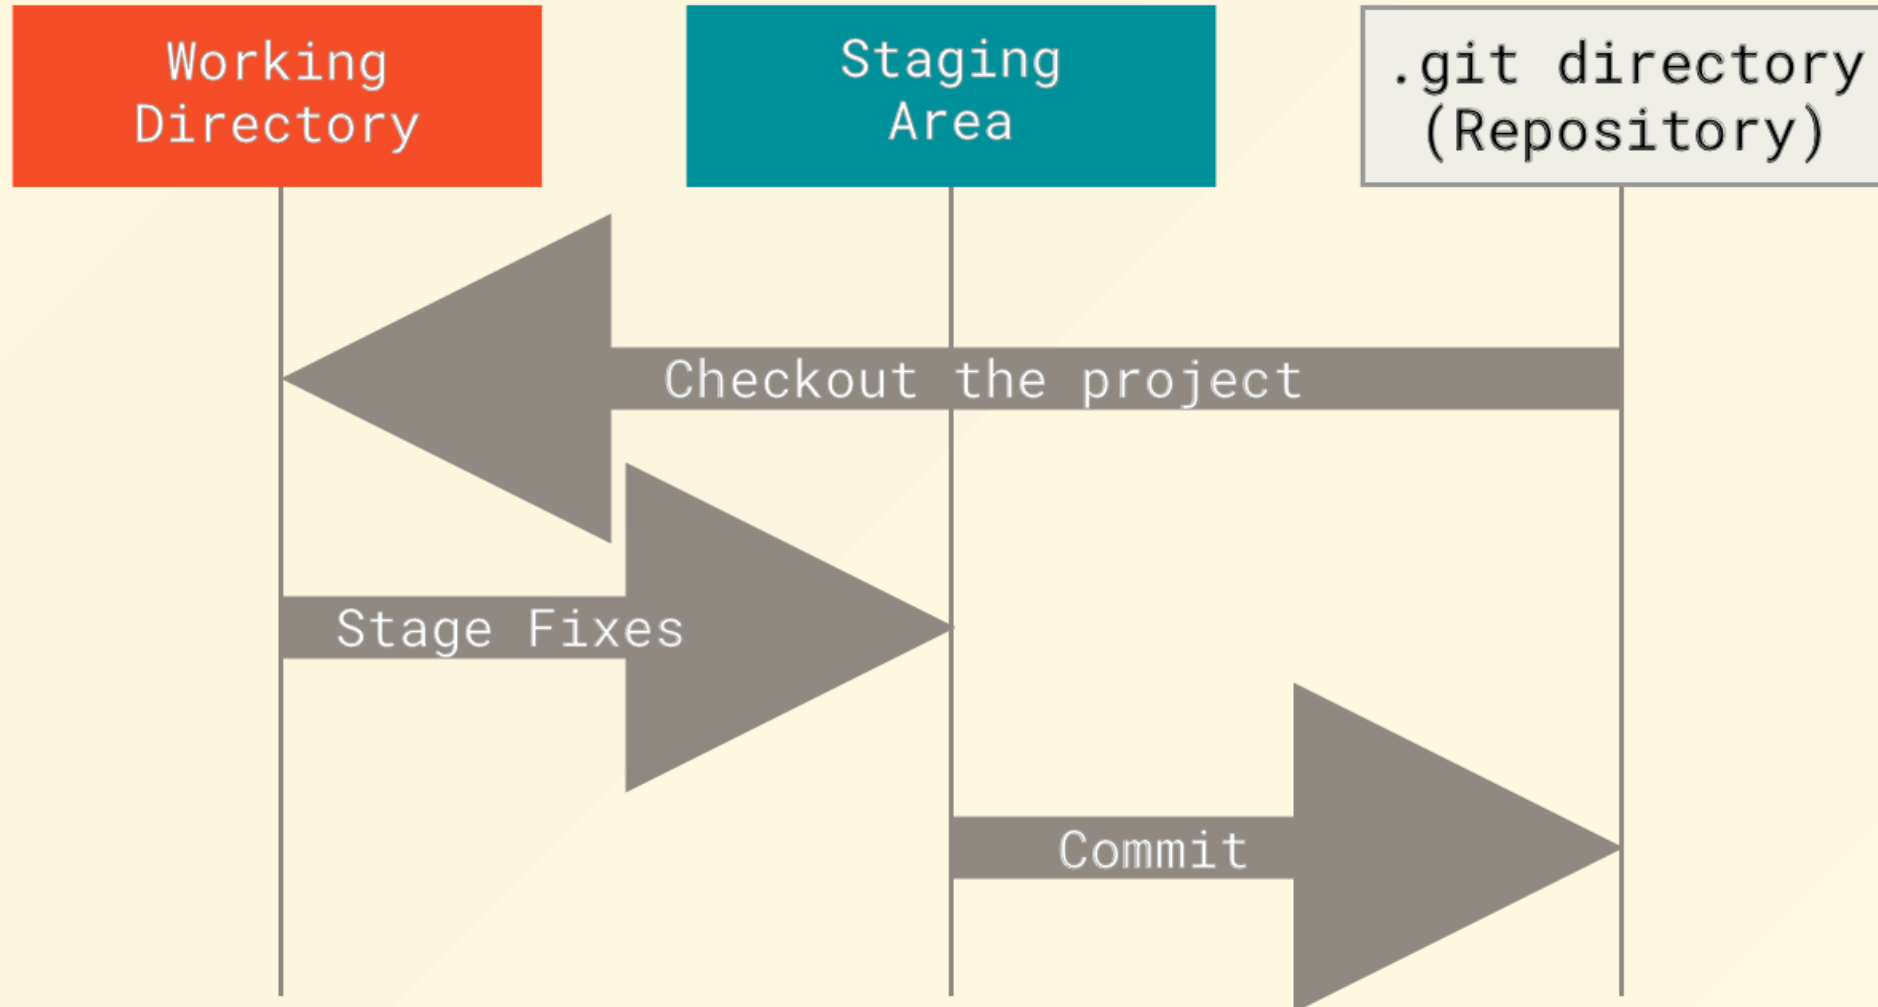 Working
Directory
Staging
Area
.git directory
(Repository)
Checkout the project
Stage Fixes
Commit